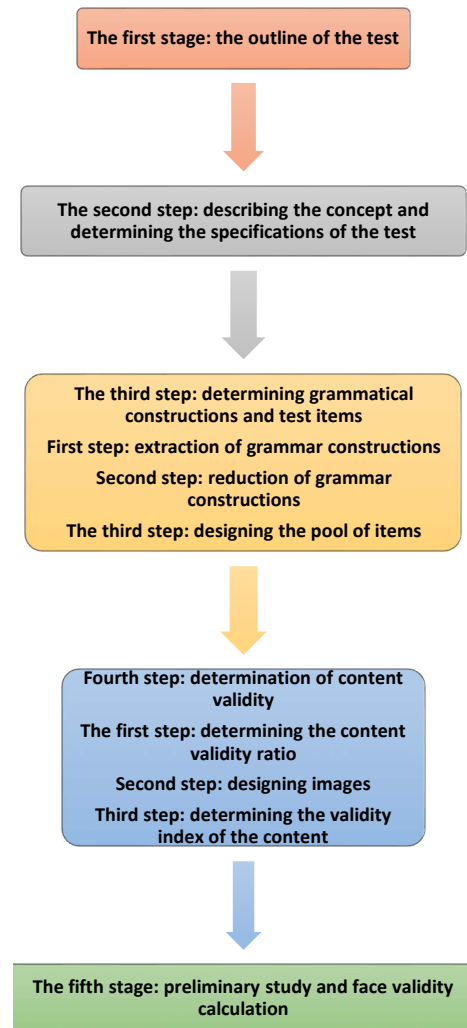 The first stage: the outline of the test
The second step: describing the concept and
determining the specifications of the test
The third step: determining grammatical
constructions and test items
First step: extraction of grammar constructions
Second step: reduction of grammar
constructions
The third step: designing the pool of items
Fourth step: determination of content
validity
The first step: determining the content
validity ratio
Second step: designing images
Third step: determining the validity
index of the content
The fifth stage: preliminary study and face validity
calculation